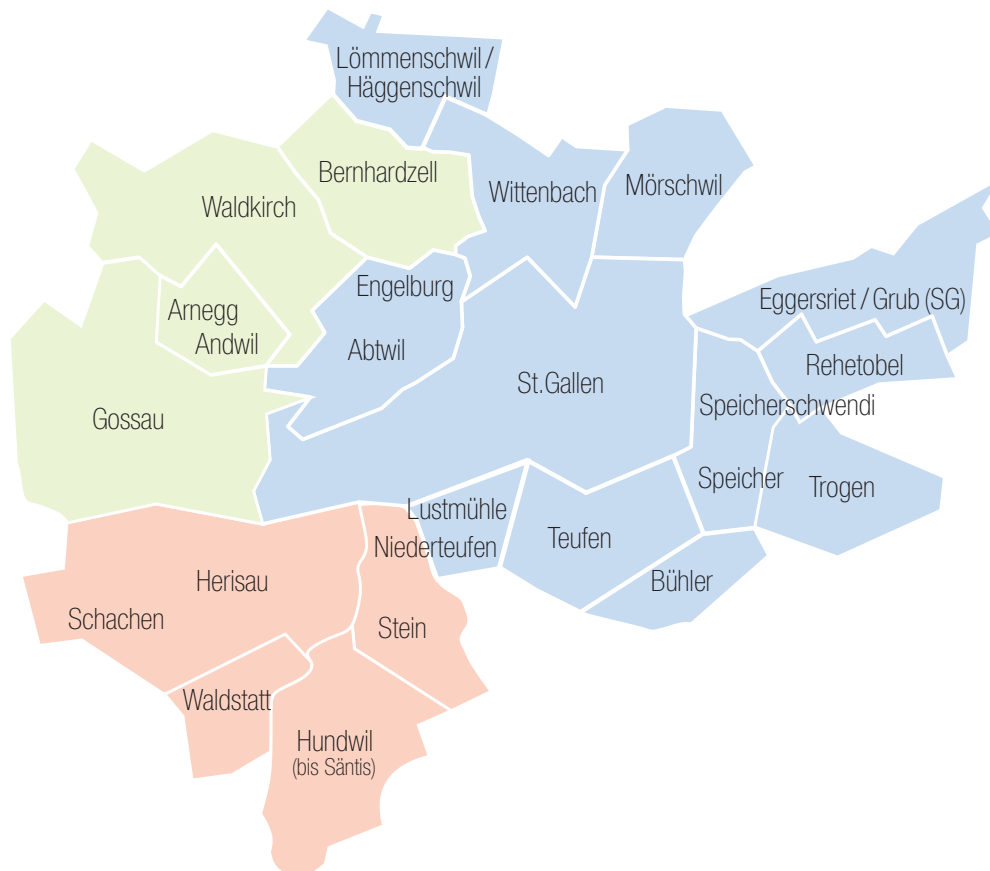 Lömmenschwil /
Häggenschwil
Bernhardzell
Wittenbach
Mörschwil
Waldkirch
Engelburg
Eggersriet / Grub (SG)
Arnegg
Andwil
Abtwil
Rehetobel
St.Gallen
Speicherschwendi
Gossau
Speicher
Trogen
Lustmühle
Niederteufen
Teufen
Bühler
Herisau
Schachen
Stein
Waldstatt
Hundwil
(bis Säntis)